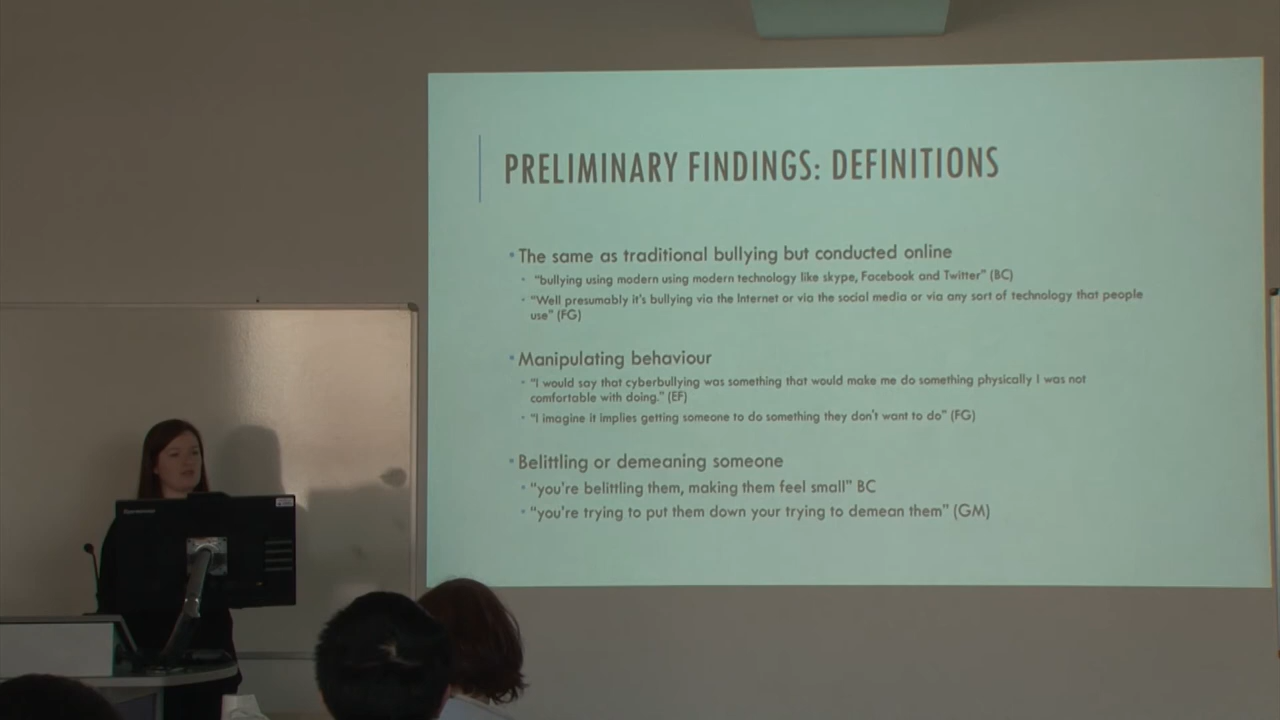 PRELIMINARY FINDINGS: DEFINITIONS
The same as traditional bullying but conducted online
"bullying using modern using modern technology like skype, Facebook and Twitter" (BC)
"Well presumably it's bullying via the Internet or via the social media or via any sort of technology that people
use" (FG)
Manipulating behaviour
"I would say that cyberbullying was something that would make me do something physically I was not
comfortable with doing." (EF)
"I imagine it implies getting someone to do something they don't want to do" (FG)
Belittling or demeaning someone
"you're belittling them, making them feel small" BC
"you're trying to put them down your trying to demean them" (GM)